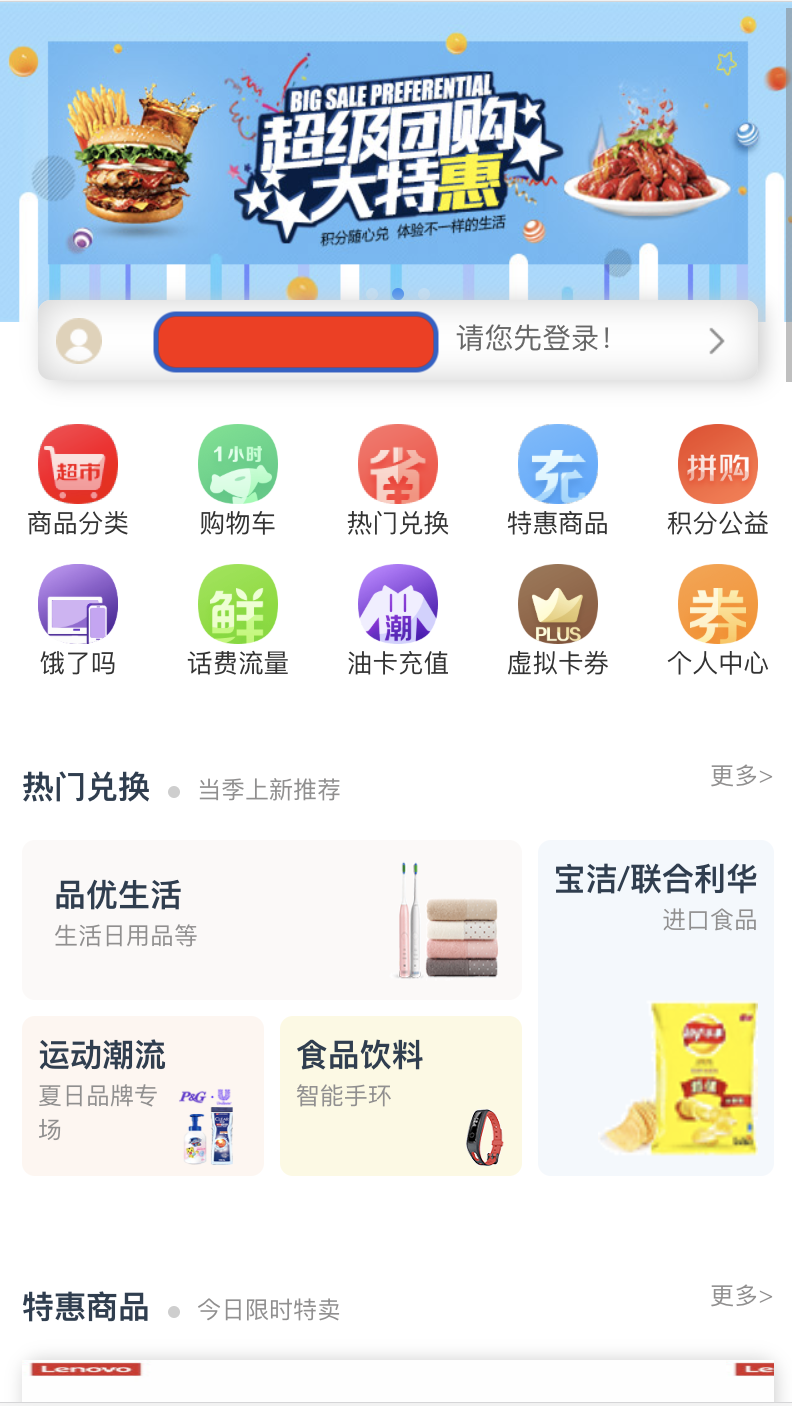 BIG SALE PREFERENTIAL
超级团购
大特惠
积分随心兑 体验不一样的生活
请您先登录！
超市
1小时
省
充
拼购
商品分类
购物车
热门兑换
特惠商品
积分公益
鲜
潮
PLUS
券
饿了吗
话费流量
油卡充值
虚拟卡券
个人中心
热门兑换
当季上新推荐
更多>
品优生活
生活日用品等
宝洁/联合利华
进口食品
运动潮流
夏日品牌专
场
P&G
食品饮料
智能手环
特惠商品
今日限时特卖
更多>
Lenovo
Le